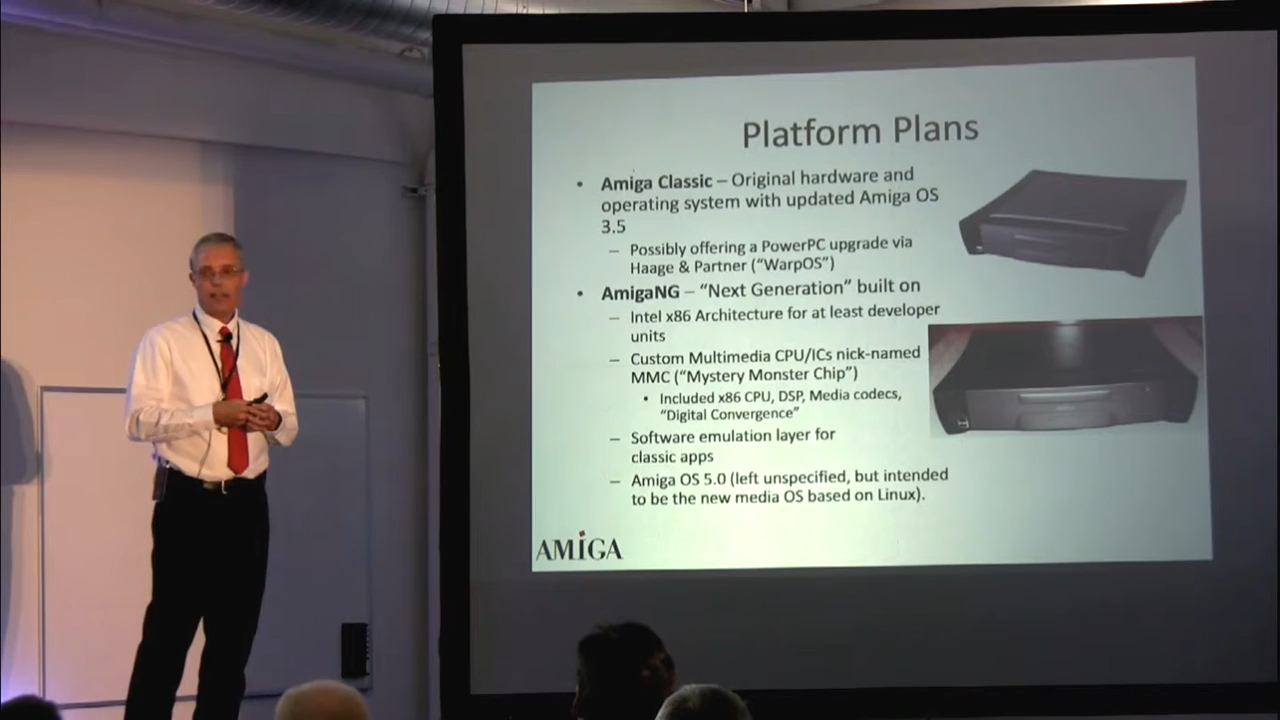 Platform Plans
• Amiga Classic – Original hardware and
operating system with updated Amiga OS
3.5
– Possibly offering a PowerPC upgrade via
Haage & Partner ("WarpOS")
• AmigaNG – "Next Generation" built on
– Intel x86 Architecture for at least developer
units
– Custom Multimedia CPU/ICs nick-named
MMC ("Mystery Monster Chip")
• Included x86 CPU, DSP, Media codecs,
"Digital Convergence"
– Software emulation layer for
classic apps
– Amiga OS 5.0 (left unspecified, but intended
to be the new media OS based on Linux).
AMIGA